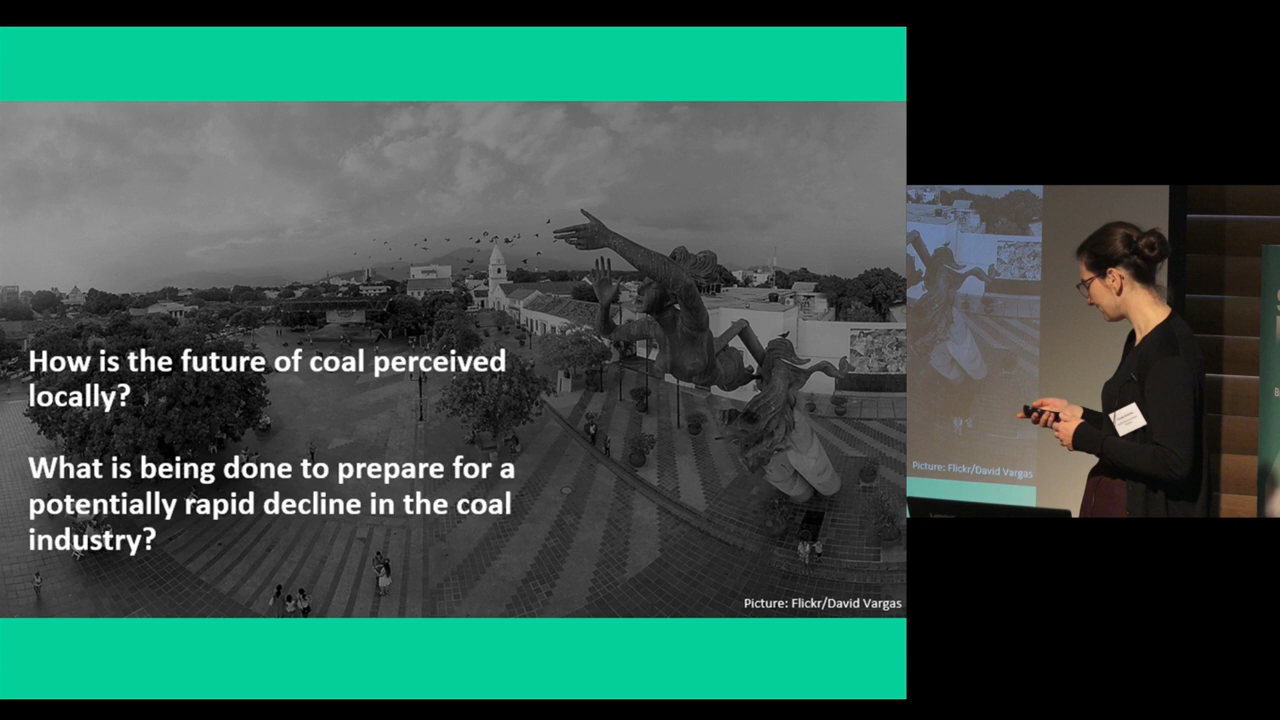 How is the future of coal perceived
locally?
What is being done to prepare for a
potentially rapid decline in the coal
industry?
Picture: Flickr/David Vargas
Picture: Flickr/David Vargas